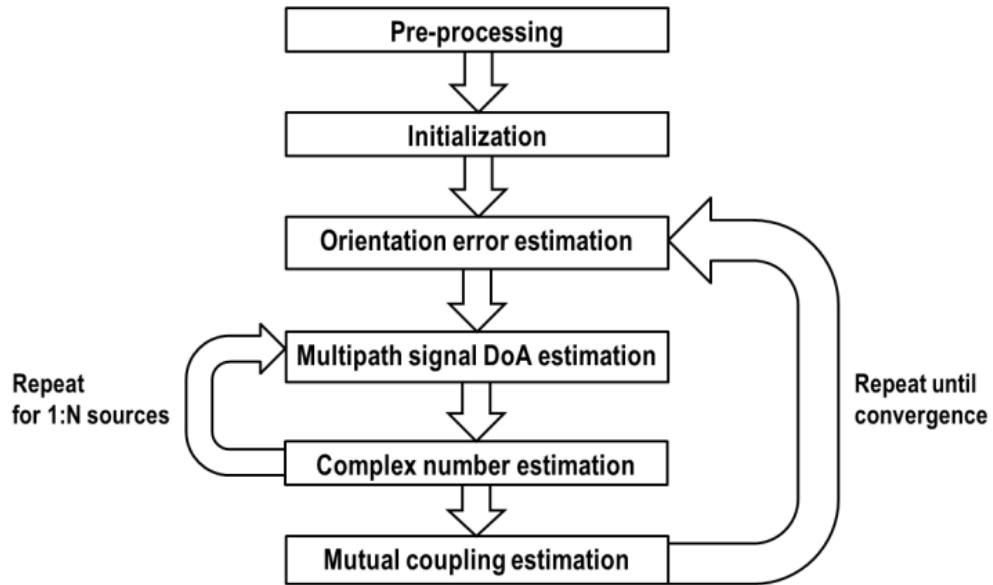 Pre-processing
Initialization
Orientation error estimation
Multipath signal DoA estimation
Repeat
for 1:N sources
Repeat until
convergence
Complex number estimation
Mutual coupling estimation